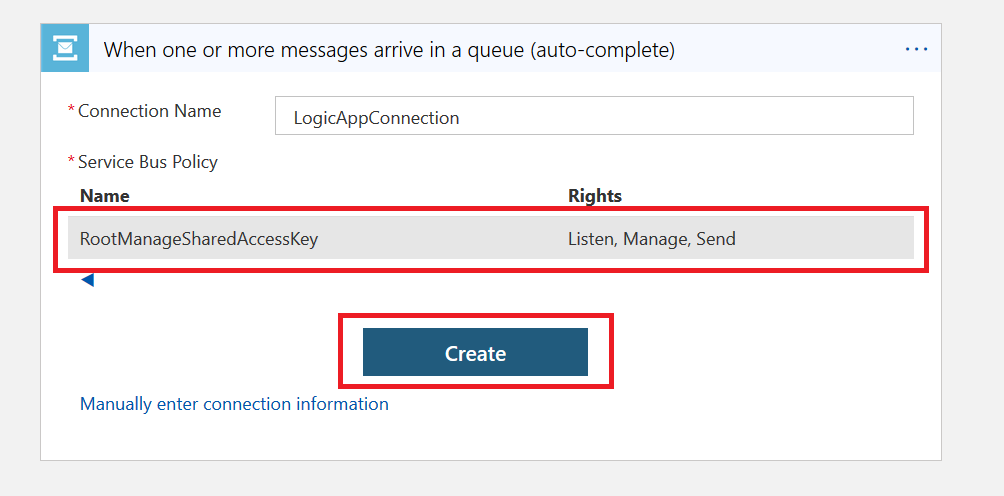 When one or more messages arrive in a queue (auto-complete)
...
* Connection Name LogicAppConnection
* Service Bus Policy
Name Rights
RootManageSharedAccessKey Listen, Manage, Send
Create
Manually enter connection information